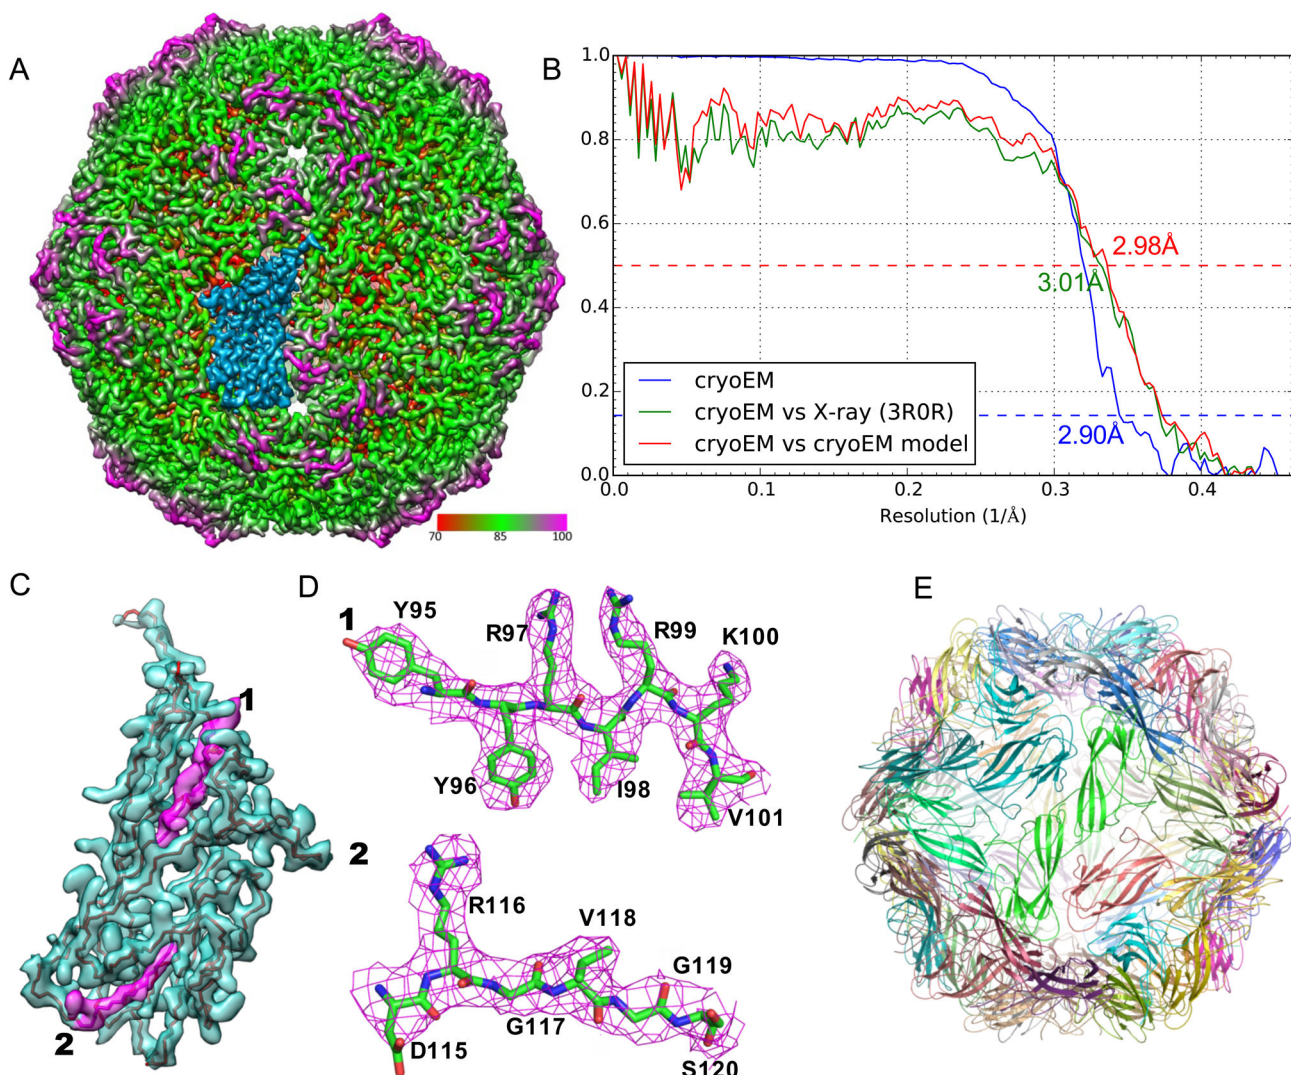 A
70
85
100
B
1.0
0.8
0.6
0.4
0.2
0.0
2.98Å
3.01Å
2.90Å
cryoEM
cryoEM vs X-ray (3R0R)
cryoEM vs cryoEM model
0.0
0.1
0.2
0.3
0.4
Resolution (1/Å)
C
1
2
2
D
1
Y95
R97
R99
K100
Y96
I98
V101
2
R116
V118
G119
G117
D115
S120
E